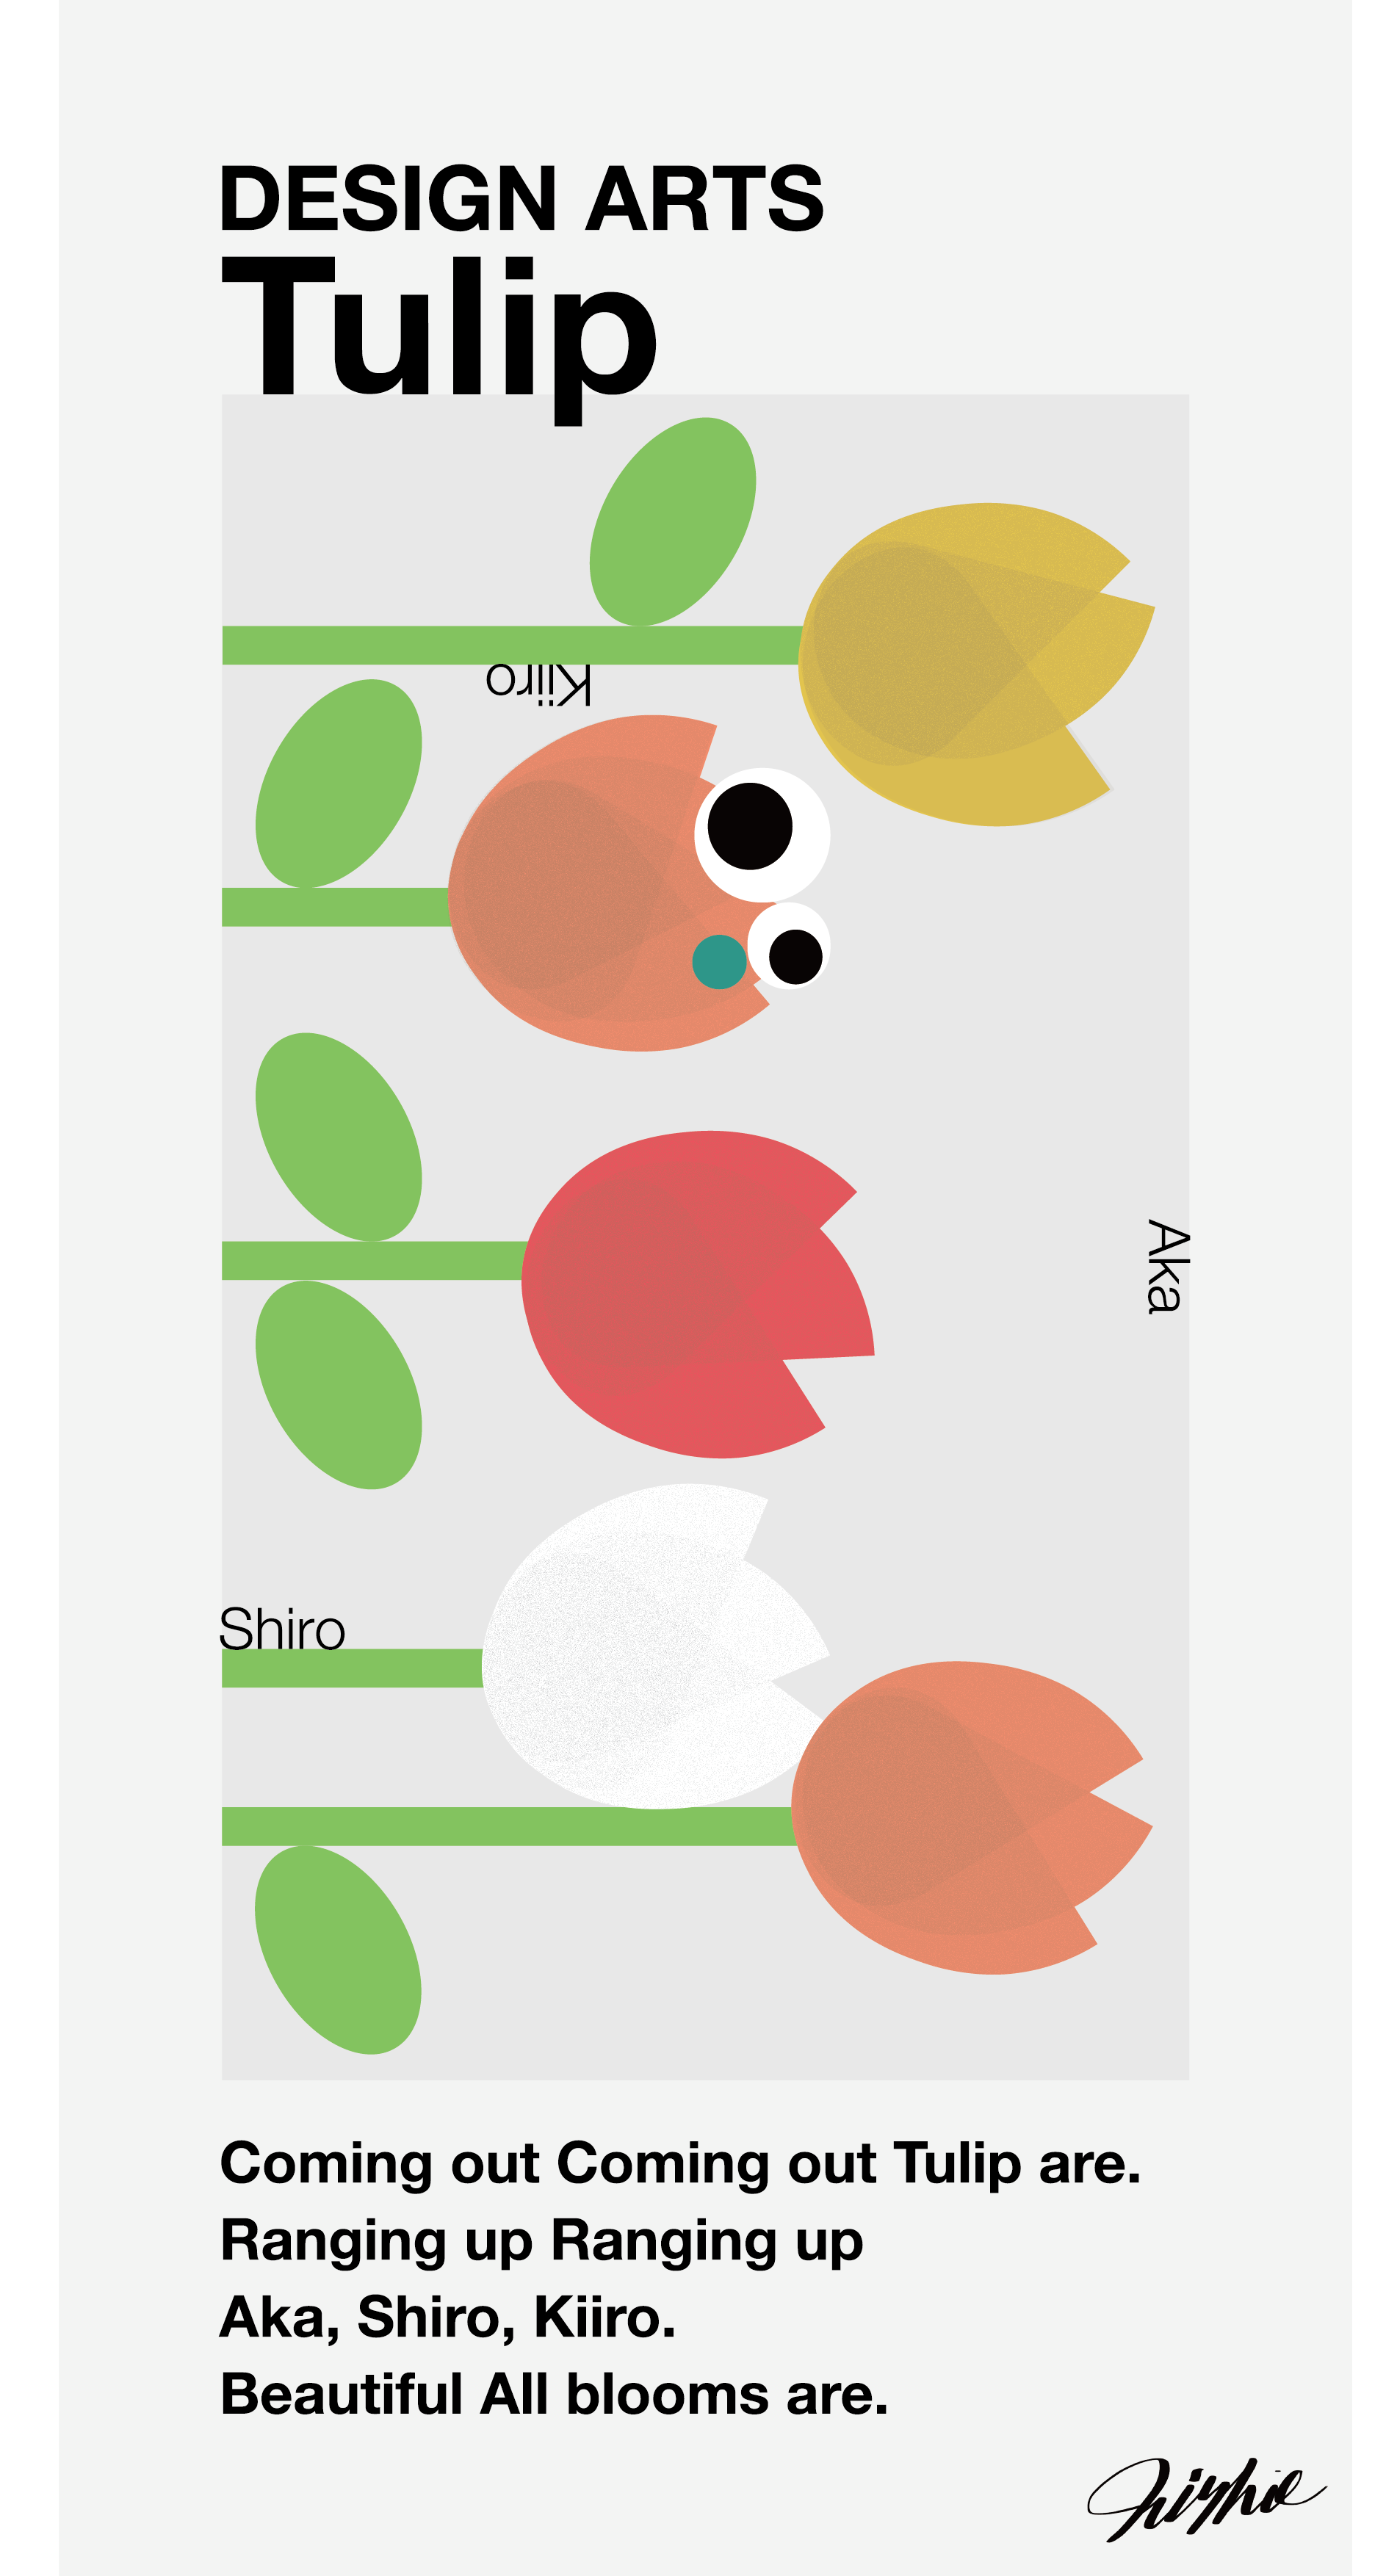 DESIGN ARTS
Tulip
Kiiro
Aka
Shiro
Coming out Coming out Tulip are.
Ranging up Ranging up
Aka, Shiro, Kiiro.
Beautiful All blooms are.